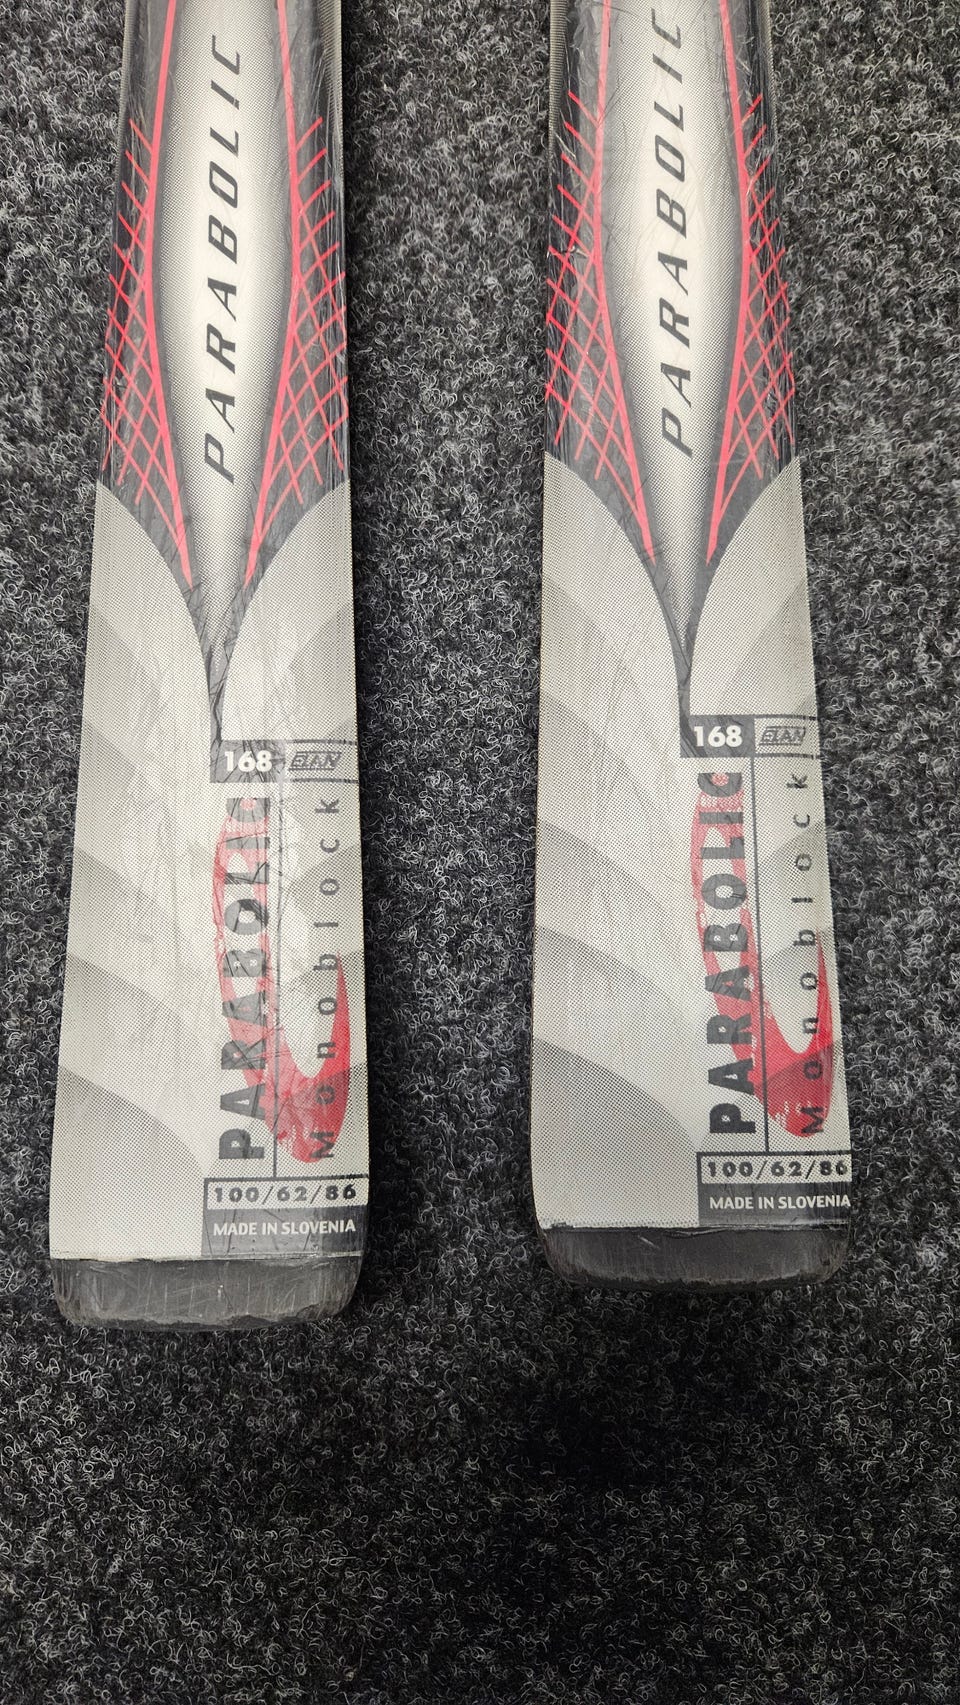 PARABOLIC
168 ELAN
PARABOLIC
Monoblock
100/62/86
MADE IN SLOVENIA
PARABOLIC
168 ELAN
PARABOLIC
Monoblock
100/62/86
MADE IN SLOVENIA